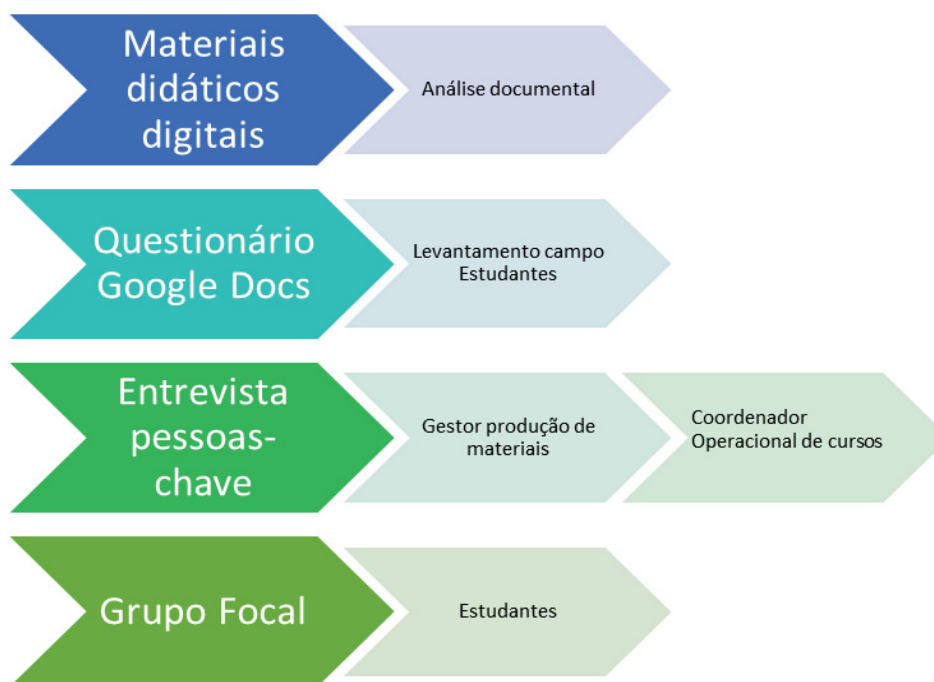 Materiais
didáticos
digitais
Análise documental
Questionário
Google Docs
Levantamento campo
Estudantes
Entrevista
pessoas-
chave
Gestor produção de
materiais
Coordenador
Operacional de cursos
Grupo Focal
Estudantes